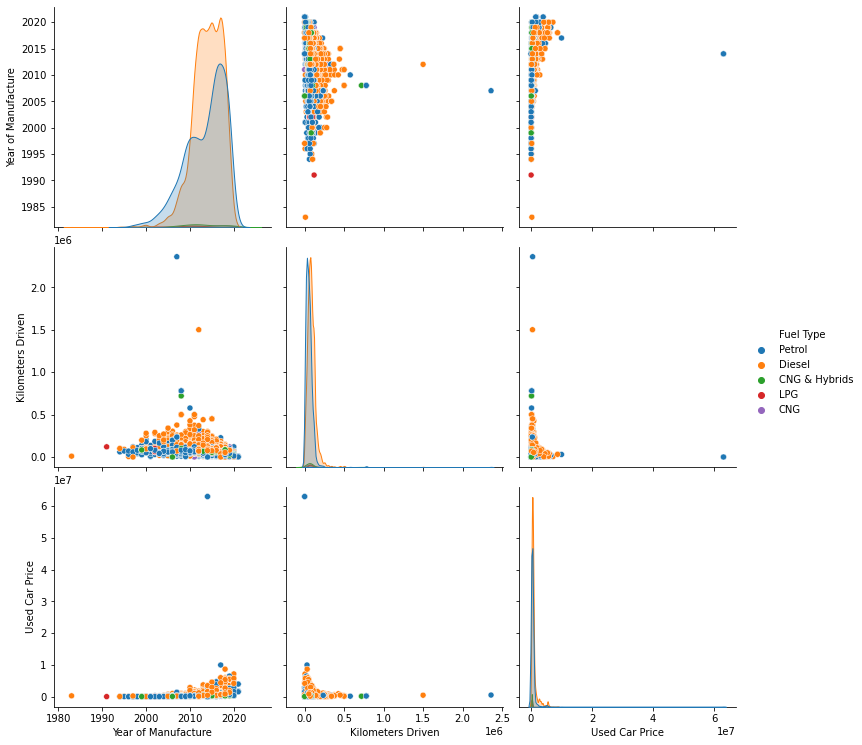 2020
2015
2010
2005
2000
1995
1990
1985
Year of Manufacture
1e6
2.0
1.5
1.0
0.5
0.0
Kilometers Driven
Fuel Type
Petrol
Diesel
CNG & Hybrids
LPG
CNG
1e7
6
5
4
3
2
1
0
Used Car Price
1980 1990 2000 2010 2020
Year of Manufacture
0.0 0.5 1.0 1.5 2.0 2.5
1e6
Kilometers Driven
0 2 4 6
1e7
Used Car Price